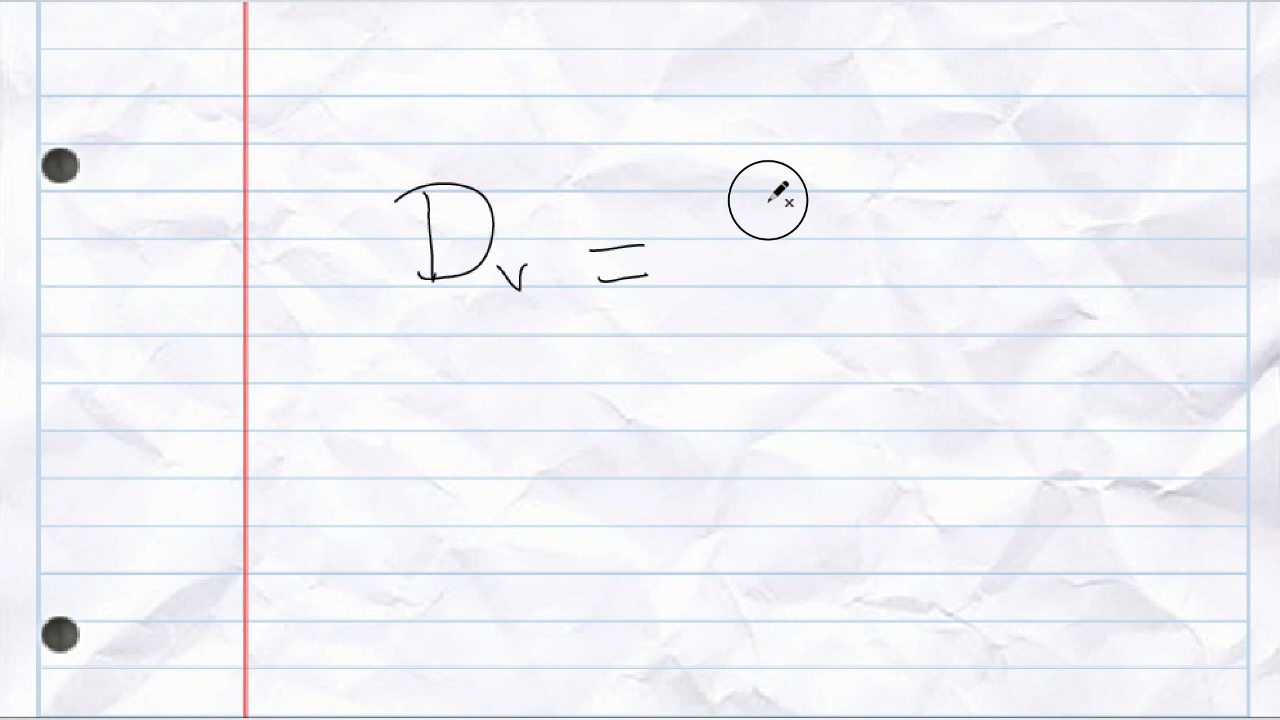 Dv =